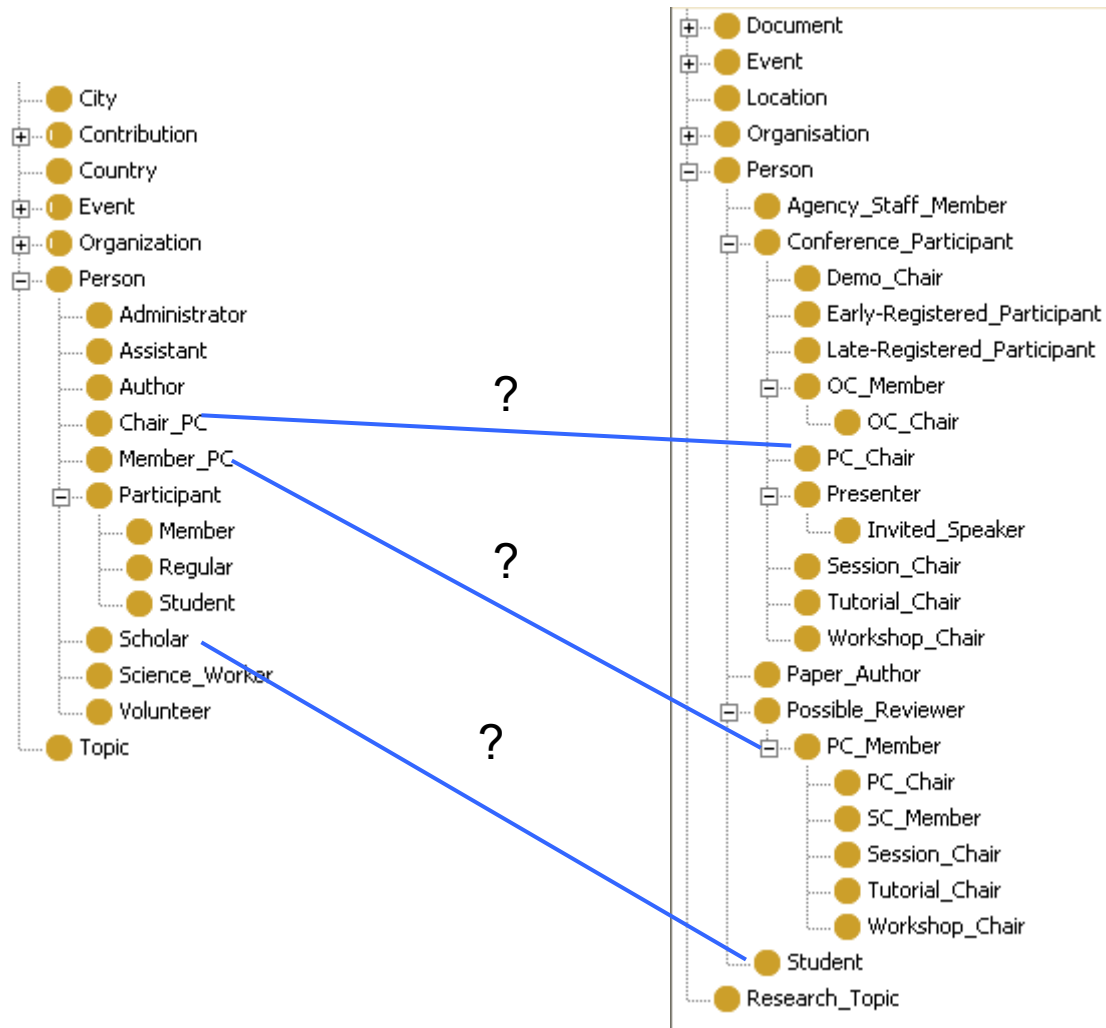 City
Contribution
Country
Event
Organization
Person
Administrator
Assistant
Author
Chair_PC
Member_PC
Participant
Member
Regular
Student
Scholar
Science_Worker
Volunteer
Topic
?
?
?
Document
Event
Location
Organisation
Person
Agency_Staff_Member
Conference_Participant
Demo_Chair
Early-Registered_Participant
Late-Registered_Participant
OC_Member
OC_Chair
PC_Chair
Presenter
Invited_Speaker
Session_Chair
Tutorial_Chair
Workshop_Chair
Paper_Author
Possible_Reviewer
PC_Member
PC_Chair
SC_Member
Session_Chair
Tutorial_Chair
Workshop_Chair
Student
Research_Topic